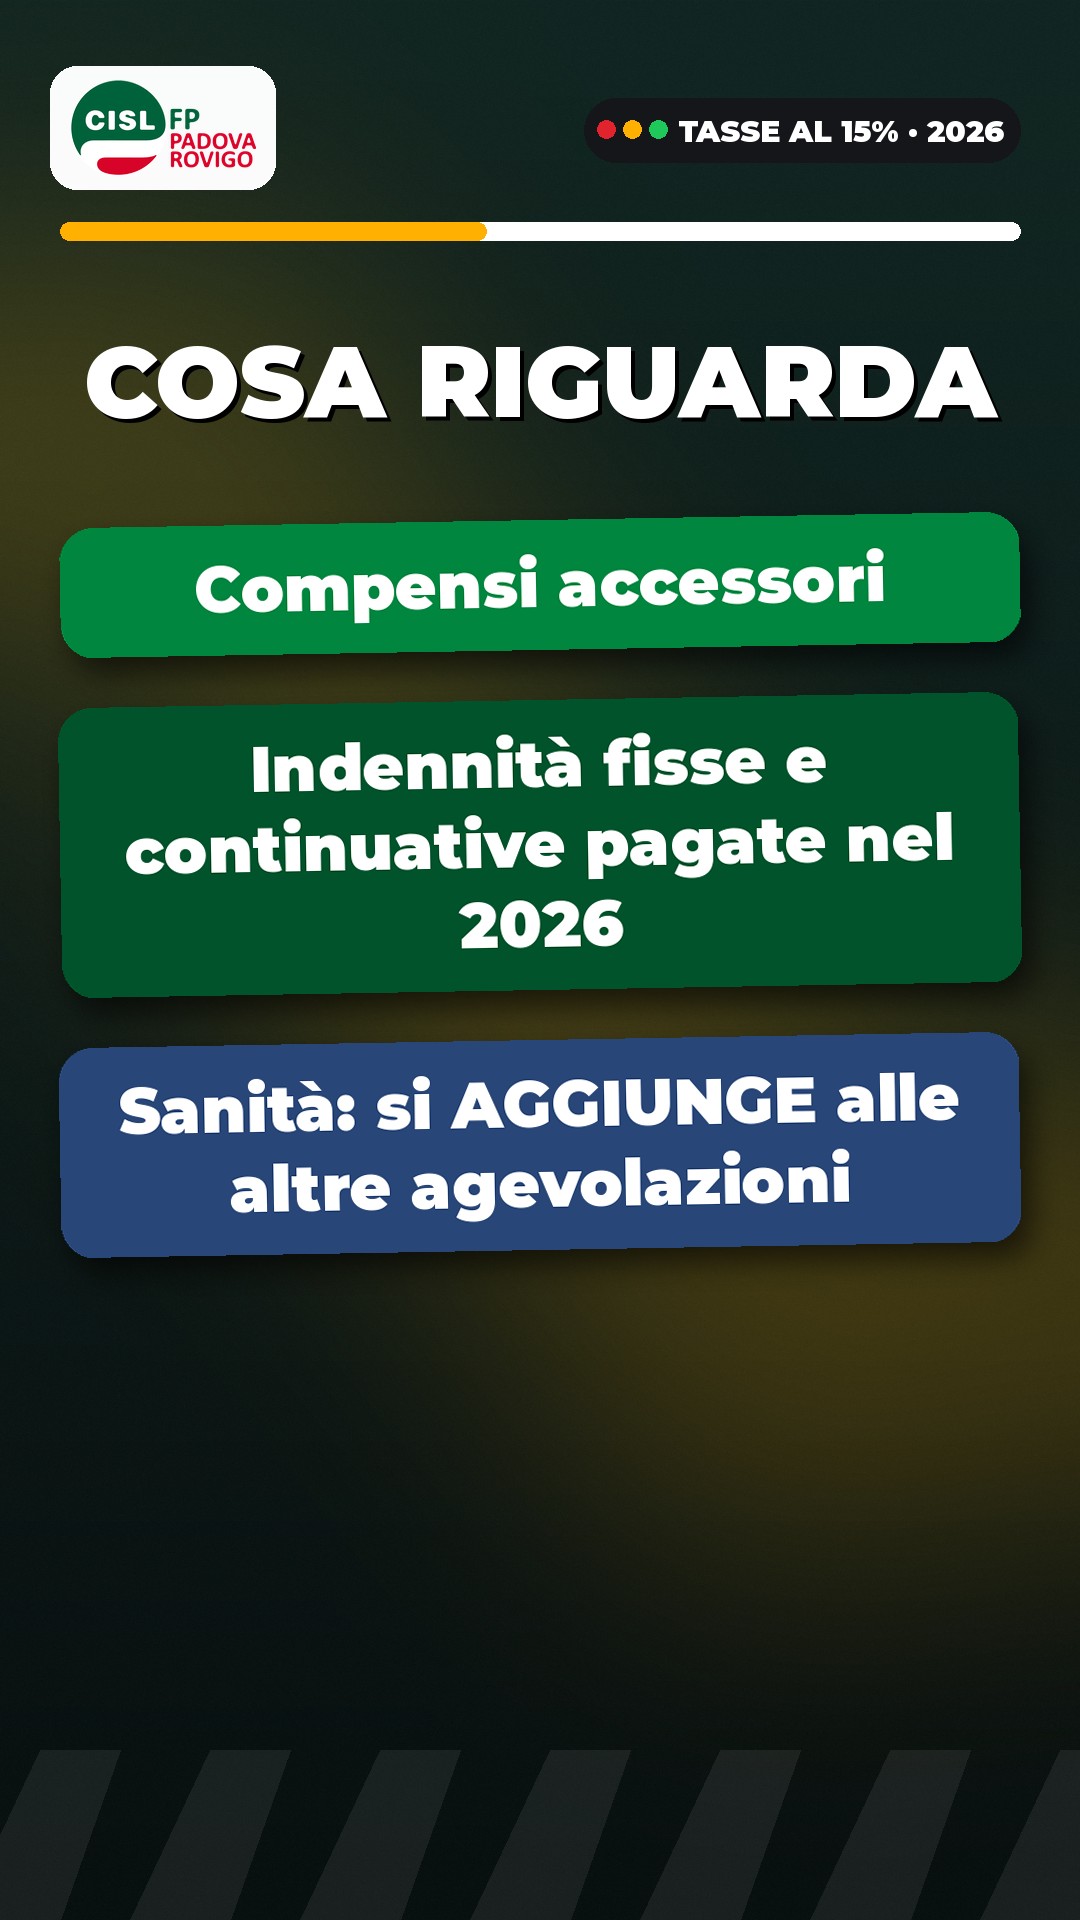 CISL FP
PADOVA
ROVIGO
TASSE AL 15% • 2026
COSA RIGUARDA
Compensi accessori
Indennità fisse e
continuative pagate nel
2026
Sanità: si AGGIUNGE alle
altre agevolazioni